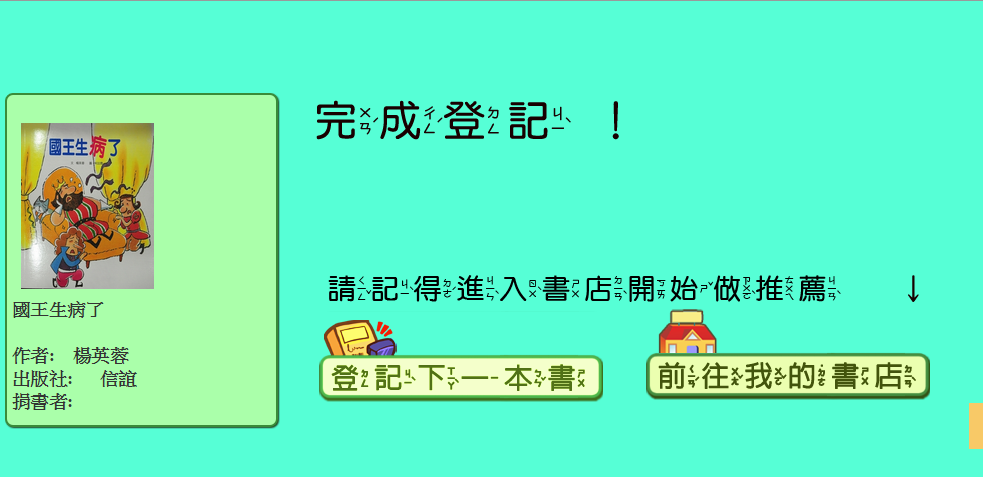 國王生病了
國王生病了
作者: 楊英蓉
出版社: 信誼
捐書者:
完成登記！
請記得進入書店開始做推薦 ↓
登記下一本書
前往我的書店